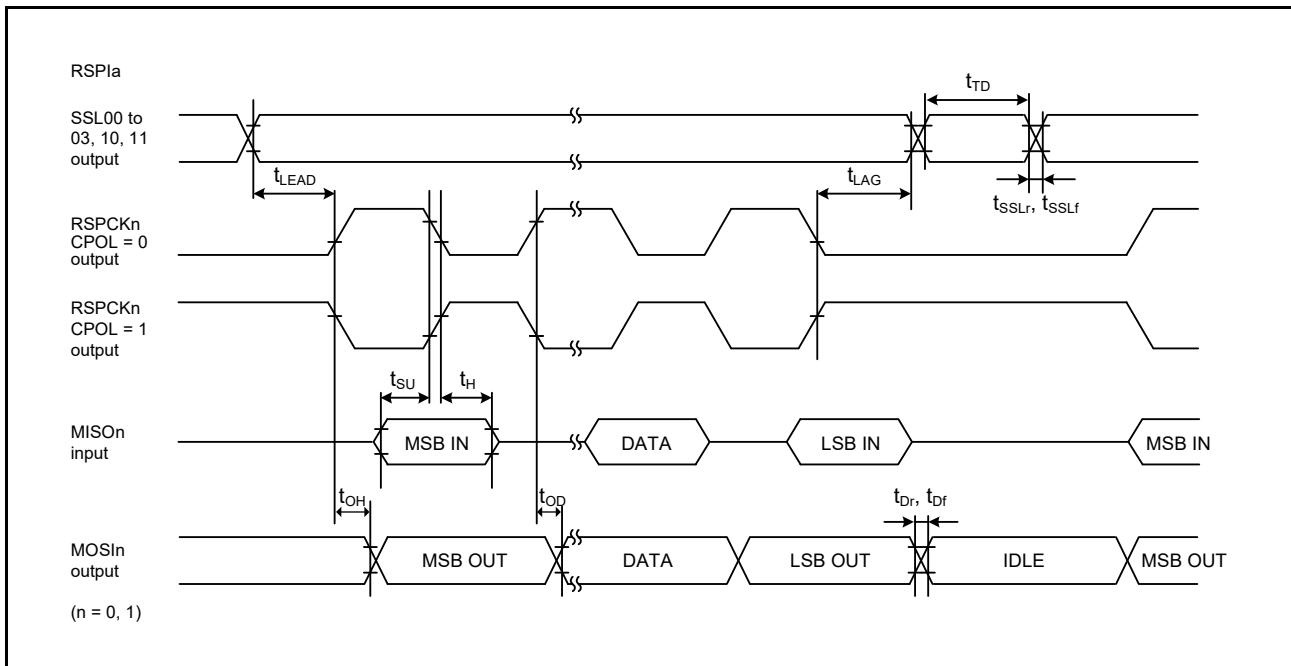 RSPIa
SSL00 to
03, 10, 11
output
tTD
tLEAD
tLAG
tSSLr, tSSLf
RSPCKn
CPOL = 0
output
RSPCKn
CPOL = 1
output
tSU
tH
MISOn
input
MSB IN
DATA
LSB IN
MSB IN
tOH
tOD
tDr, tDf
MOSIn
output
MSB OUT
DATA
LSB OUT
IDLE
MSB OUT
(n = 0, 1)